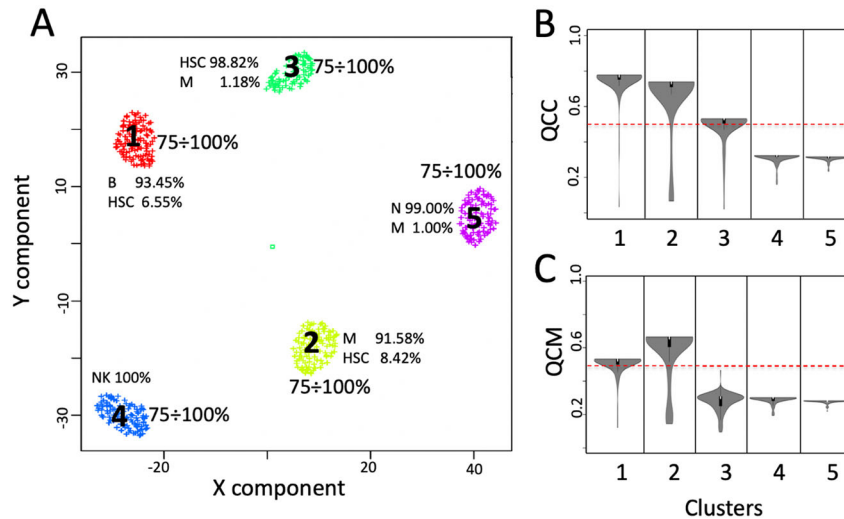 A
30
10
-10
-30
Y component
-20
0
20
40
X component
HSC 98.82%
M 1.18%
3
75÷100%
1
75÷100%
B 93.45%
HSC 6.55%
75÷100%
N 99.00%
M 1.00%
5
2
M 91.58%
HSC 8.42%
75÷100%
NK 100%
4
75÷100%
B
QCC
1.0
0.6
0.2
1 2 3 4 5
C
QCM
1.0
0.6
0.2
1 2 3 4 5
Clusters